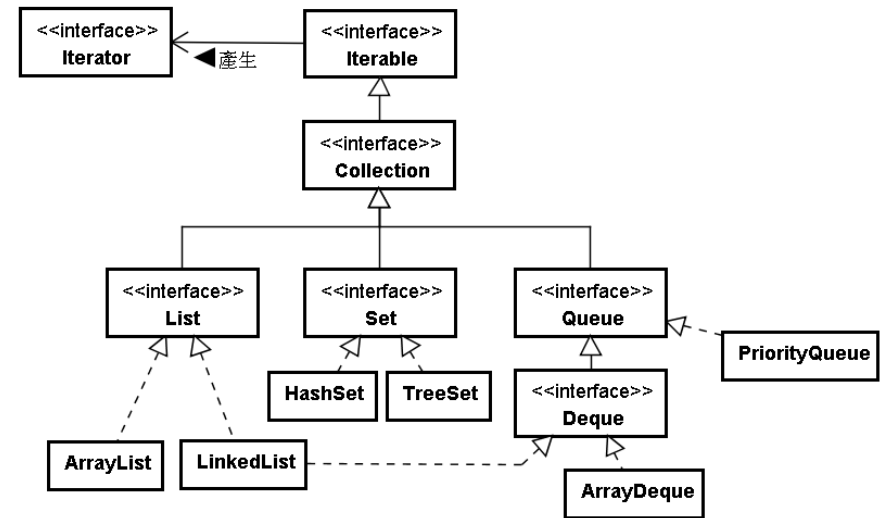 <<interface>>
Iterator
◀產生
<<interface>>
Iterable
<<interface>>
Collection
<<interface>>
List
<<interface>>
Set
<<interface>>
Queue
PriorityQueue
HashSet
TreeSet
<<interface>>
Deque
ArrayList
LinkedList
ArrayDeque